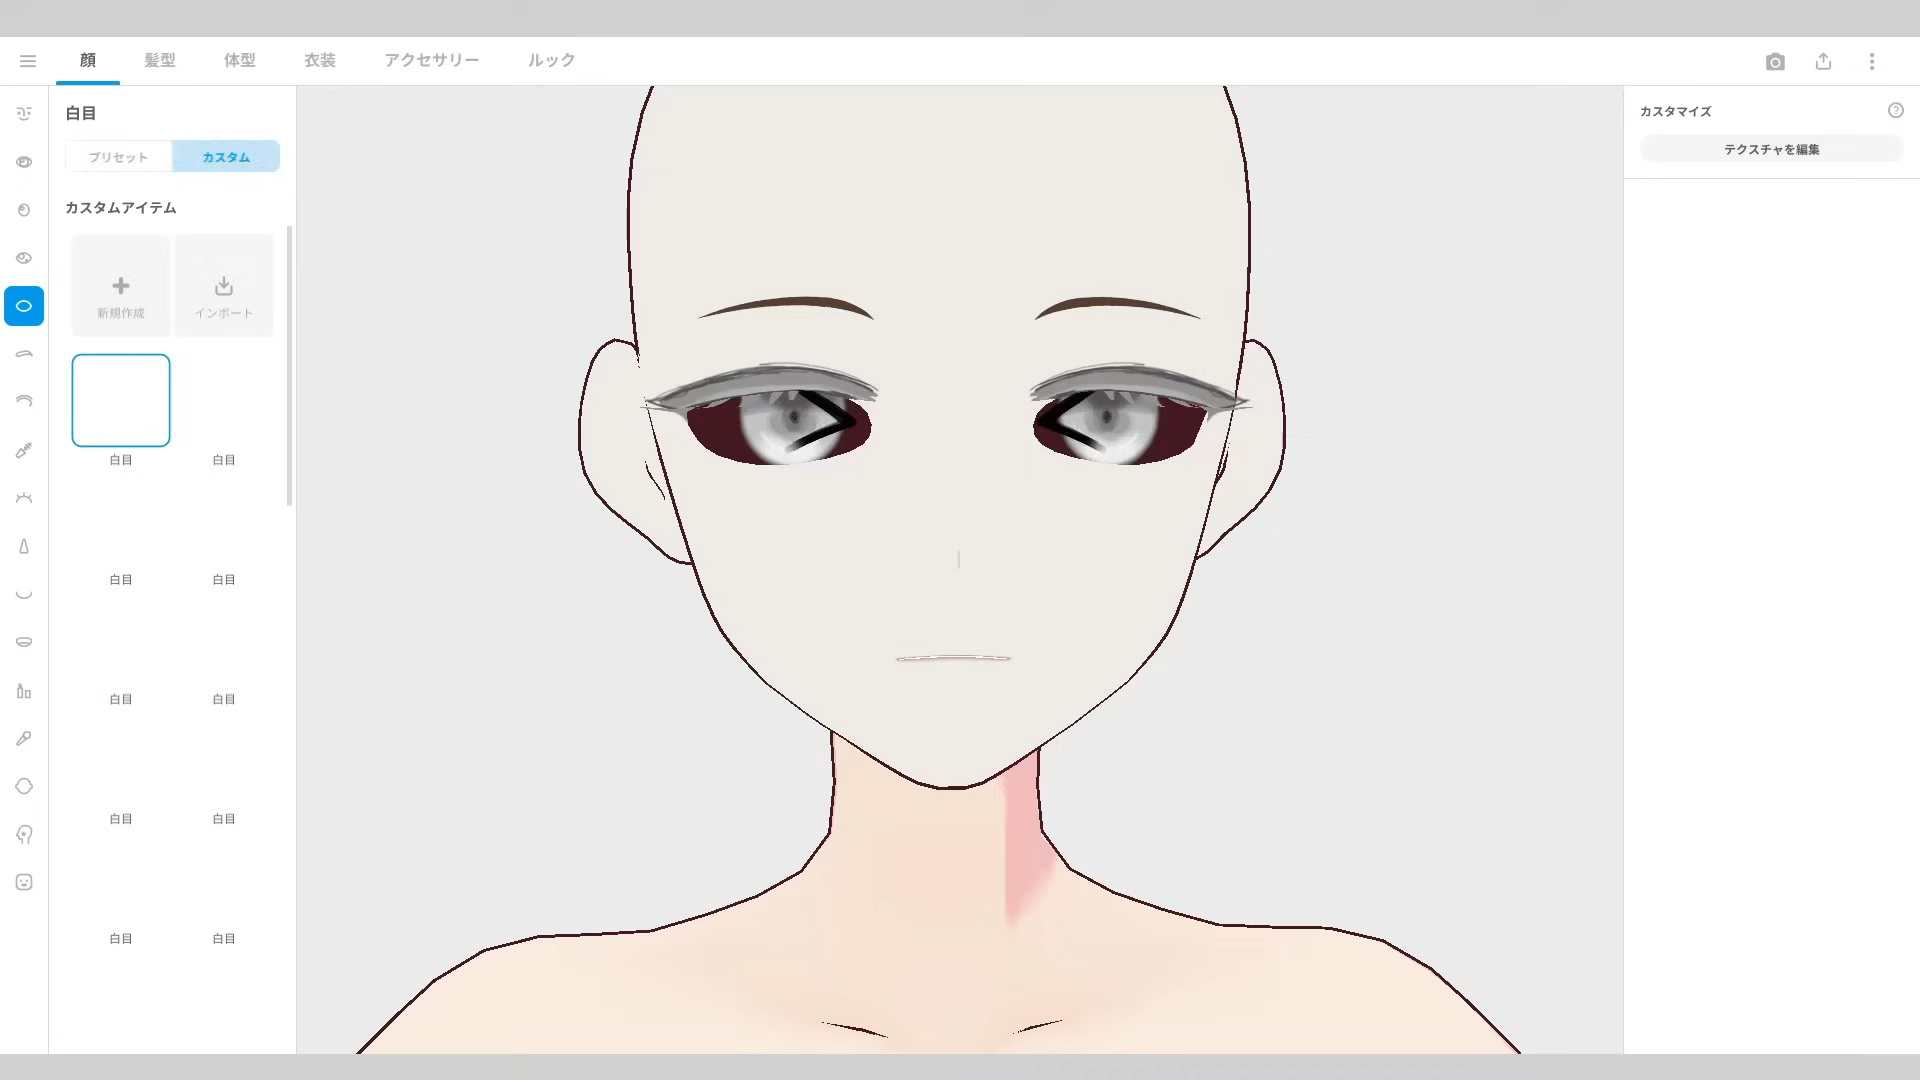 顔 髪型 体型 衣装 アクセサリー ルック
白目
プリセット カスタム
カスタムアイテム
新規作成 インポート
白目 白目
白目 白目
白目 白目
白目 白目
白目 白目
カスタマイズ
テクスチャを編集